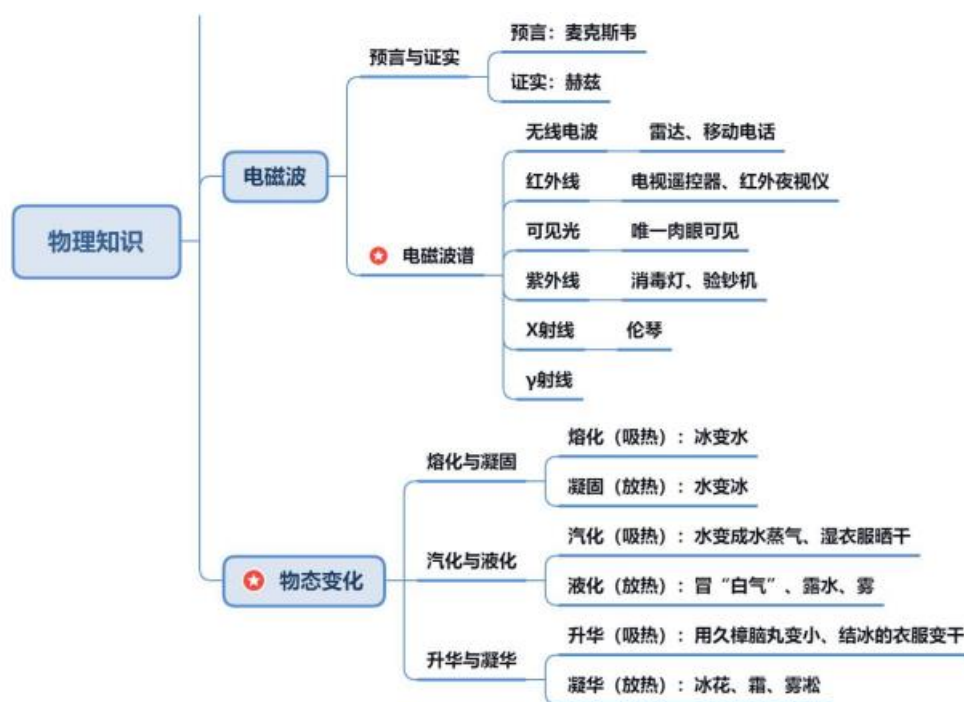 物理知识
电磁波
预言与证实
预言：麦克斯韦
证实：赫兹
电磁波谱
无线电波 雷达、移动电话
红外线 电视遥控器、红外夜视仪
可见光 唯一肉眼可见
紫外线 消毒灯、验钞机
X射线 伦琴
γ射线
物态变化
熔化与凝固
熔化（吸热）：冰变水
凝固（放热）：水变冰
汽化与液化
汽化（吸热）：水变成水蒸气、湿衣服晒干
液化（放热）：冒“白气”、露水、雾
升华与凝华
升华（吸热）：用久樟脑丸变小、结冰的衣服变干
凝华（放热）：冰花、霜、雾凇